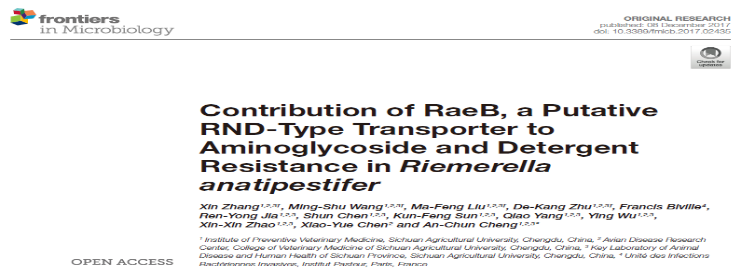 frontiers
in Microbiology
ORIGINAL RESEARCH
published: 08 December 2017
doi: 10.3389/fmicb.2017.02435
Check for
updates
Contribution of RaeB, a Putative
RND-Type Transporter to
Aminoglycoside and Detergent
Resistance in Riemerella
anatipestifer
Xin Zhang1,2,3†, Ming-Shu Wang1,2,3†, Ma-Feng Liu1,2,3†, De-Kang Zhu1,2,3†, Francis Biville4,
Ren-Yong Jia1,2,3, Shun Chen1,2,3, Kun-Feng Sun1,2,3, Qiao Yang1,2,3, Ying Wu1,2,3,
Xin-Xin Zhao1,2,3, Xiao-Yue Chen2 and An-Chun Cheng1,2,3*
1 Institute of Preventive Veterinary Medicine, Sichuan Agricultural University, Chengdu, China, 2 Avian Disease Research
Center, College of Veterinary Medicine of Sichuan Agricultural University, Chengdu, China, 3 Key Laboratory of Animal
Disease and Human Health of Sichuan Province, Sichuan Agricultural University, Chengdu, China, 4 Unité des Infections
Bactériennes Invasives, Institut Pasteur, Paris, France
OPEN ACCESS